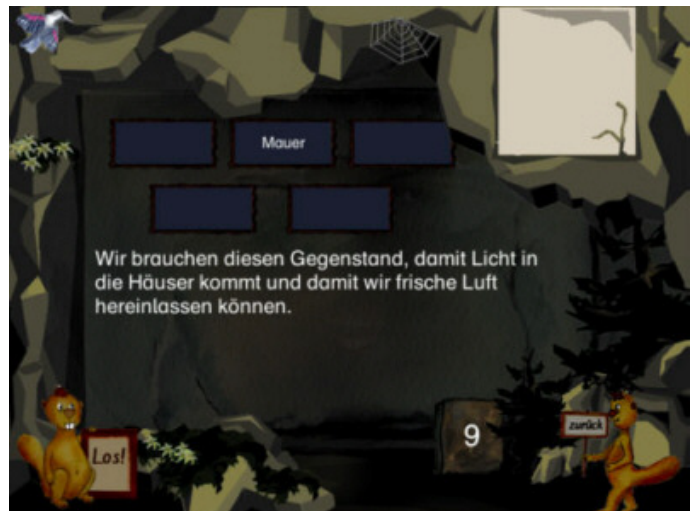 Mauer
Wir brauchen diesen Gegenstand, damit Licht in
die Häuser kommt und damit wir frische Luft
hereinlassen können.
9
zurück
Los!